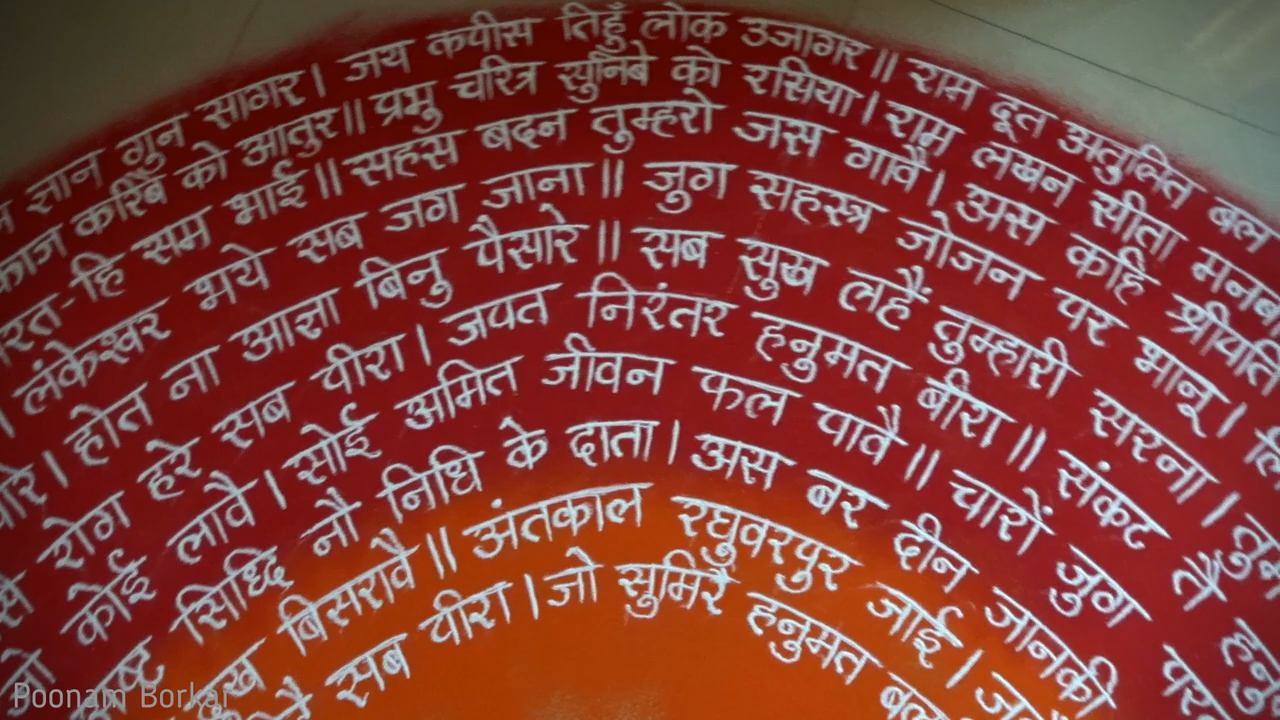 ज्ञान गुन सागर। जय कपीस तिहुँ लोक उजागर॥ राम दूत अतुलित बल
काज करिबे को आतुर॥ प्रभु चरित्र सुनिबे को रसिया। राम लखन सीता मनब
हि सम भाई॥ सहस बदन तुम्हरो जस गावैं। अस कहि श्रीपति
। लंकेश्वर भये सब जग जाना॥ जुग सहस्त्र जोजन पर भानू।
होत ना आज्ञा बिनु पैसारे॥ सब सुख लहैं तुम्हारी सरना।
रोग हरे सब पीरा। जपत निरंतर हनुमत बीरा॥ संकट तै
कोई लावै। सोई अमित जीवन फल पावै॥ चारों जुग
सिध्दि नौ निधि के दाता। अस बर दीन जानकी
बिसरावै॥ अंतकाल रघुवरपुर जाई।
सब पीरा। जो सुमिरैं हनुमत
Poonam Borkar